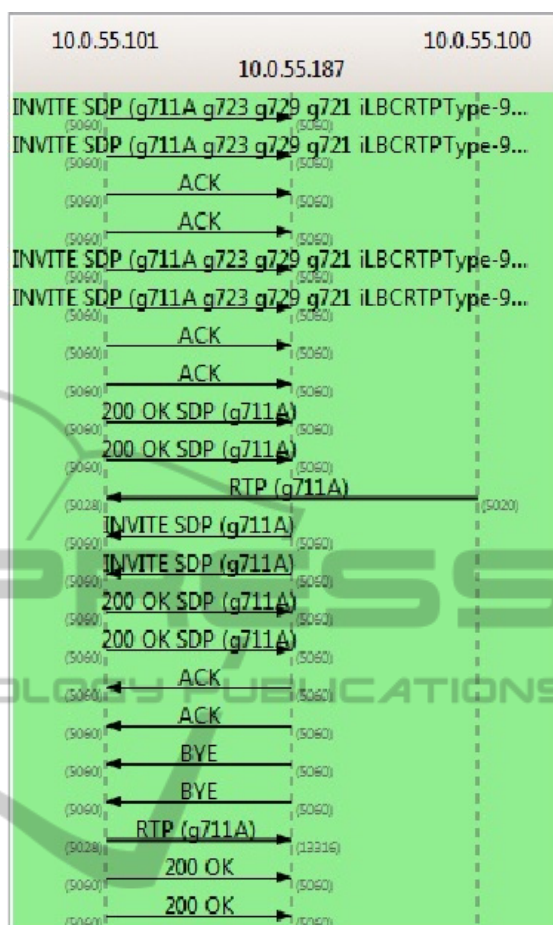 10.0.55.101 10.0.55.100
10.0.55.187
INVITE SDP (g711A g723 g729 g721 iLBCRTPType-9...
(5060) (5060)
INVITE SDP (g711A g723 g729 g721 iLBCRTPType-9...
(5060) (5060)
ACK
(5060) (5060)
ACK
(5060) (5060)
INVITE SDP (g711A g723 g729 g721 iLBCRTPType-9...
(5060) (5060)
INVITE SDP (g711A g723 g729 g721 iLBCRTPType-9...
(5060) (5060)
ACK
(5060) (5060)
ACK
(5060) (5060)
200 OK SDP (g711A)
(5060) (5060)
200 OK SDP (g711A)
(5060) (5060)
RTP (g711A)
(5028) (5020)
INVITE SDP (g711A)
(5060) (5060)
INVITE SDP (g711A)
(5060) (5060)
200 OK SDP (g711A)
(5060) (5060)
200 OK SDP (g711A)
(5060) (5060)
ACK
(5060) (5060)
ACK
(5060) (5060)
BYE
(5060) (5060)
BYE
(5060) (5060)
RTP (g711A)
(5028) (13316)
200 OK
(5060) (5060)
200 OK
(5060) (5060)
PRESS
OLOGY PUBLICATIONS